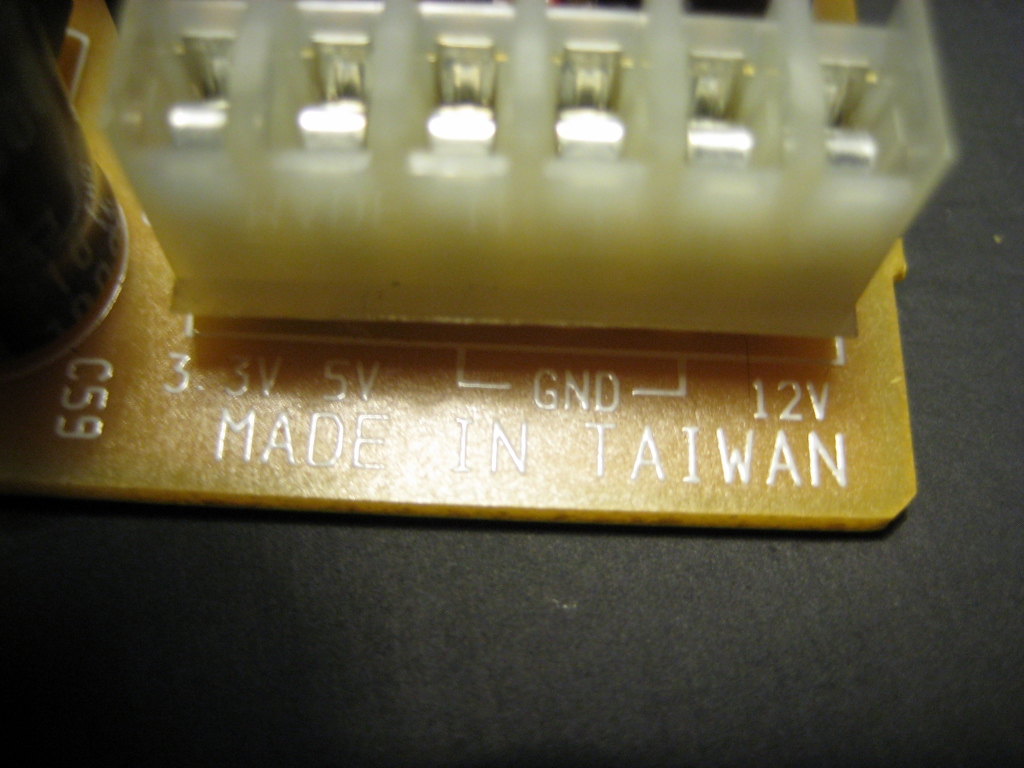 3.3V 5V GND 12V
MADE IN TAIWAN
C59